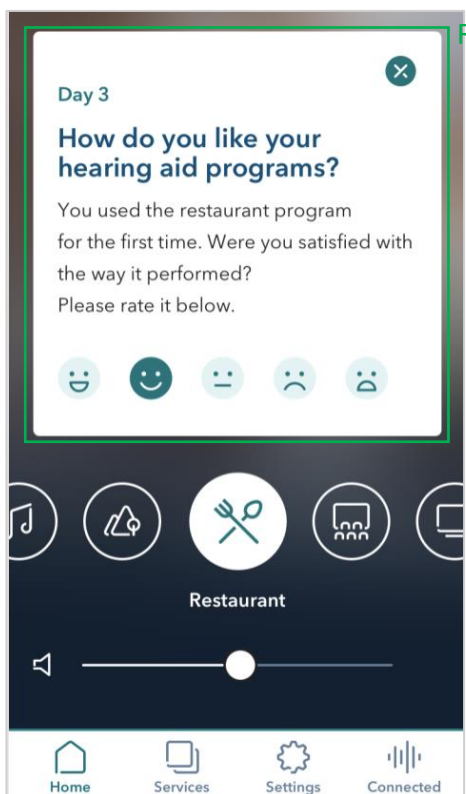 Day 3
How do you like your
hearing aid programs?
You used the restaurant program
for the first time. Were you satisfied with
the way it performed?
Please rate it below.
Restaurant
Home Services Settings Connected